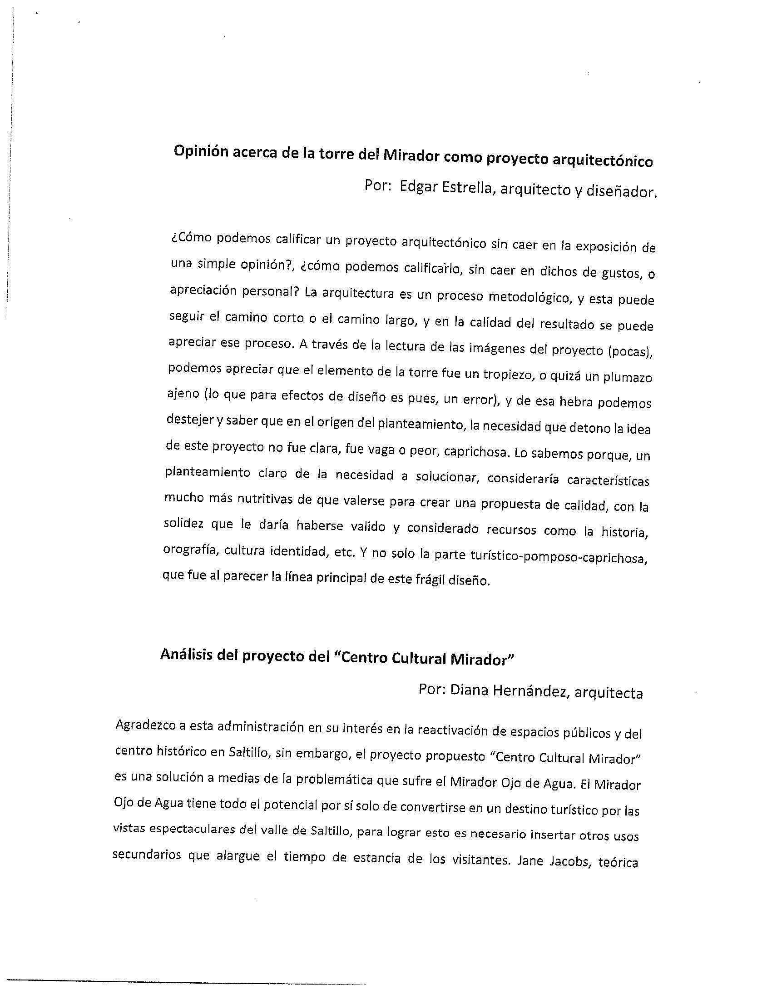 Opinión acerca de la torre del Mirador como proyecto arquitectónico
Por: Edgar Estrella, arquitecto y diseñador.
¿Cómo podemos calificar un proyecto arquitectónico sin caer en la exposición de
una simple opinión?, ¿cómo podemos calificarlo, sin caer en dichos de gustos, o
apreciación personal? La arquitectura es un proceso metodológico, y esta puede
seguir el camino corto o el camino largo, y en la calidad del resultado se puede
apreciar ese proceso. A través de la lectura de las imágenes del proyecto (pocas),
podemos apreciar que el elemento de la torre fue un tropiezo, o quizá un plumazo
ajeno (lo que para efectos de diseño es pues, un error), y de esa hebra podemos
destejer y saber que en el origen del planteamiento, la necesidad que detono la idea
de este proyecto no fue clara, fue vaga o peor, caprichosa. Lo sabemos porque, un
planteamiento claro de la necesidad a solucionar, consideraría características
mucho más nutritivas de que valerse para crear una propuesta de calidad, con la
solidez que le daría haberse valido y considerado recursos como la historia,
orografía, cultura identidad, etc. Y no solo la parte turístico-pomposo-caprichosa,
que fue al parecer la línea principal de este frágil diseño.
Análisis del proyecto del "Centro Cultural Mirador"
Por: Diana Hernández, arquitecta
Agradezco a esta administración en su interés en la reactivación de espacios públicos y del
centro histórico en Saltillo, sin embargo, el proyecto propuesto "Centro Cultural Mirador"
es una solución a medias de la problemática que sufre el Mirador Ojo de Agua. El Mirador
Ojo de Agua tiene todo el potencial por sí solo de convertirse en un destino turístico por las
vistas espectaculares del valle de Saltillo, para lograr esto es necesario insertar otros usos
secundarios que alargue el tiempo de estancia de los visitantes. Jane Jacobs, teórica